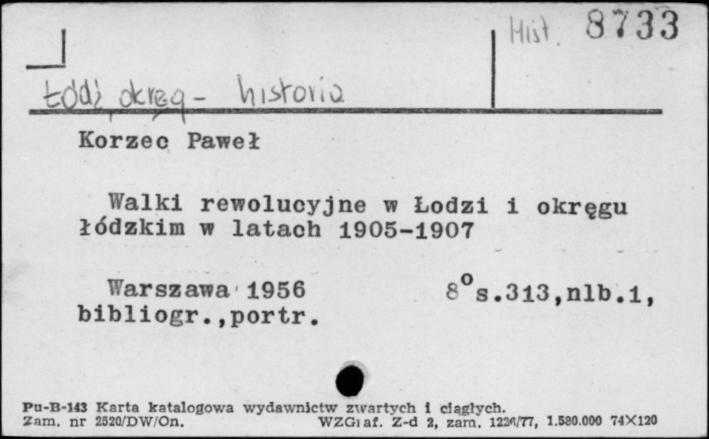 Hist. 8733
Łódź, okręg - historia
Korzec Paweł
Walki rewolucyjne w Łodzi i okręgu
łódzkim w latach 1905-1907
Warszawa 1956 8° s.313,nlb.1,
bibliogr.,portr.
Pu-B-143 Karta katalogowa wydawnictw zwartych i ciągłych.
Zam. nr 2520/DW/On. WZGraf. Z-d 2, zam. 1226/77, 1.580.000 74X120